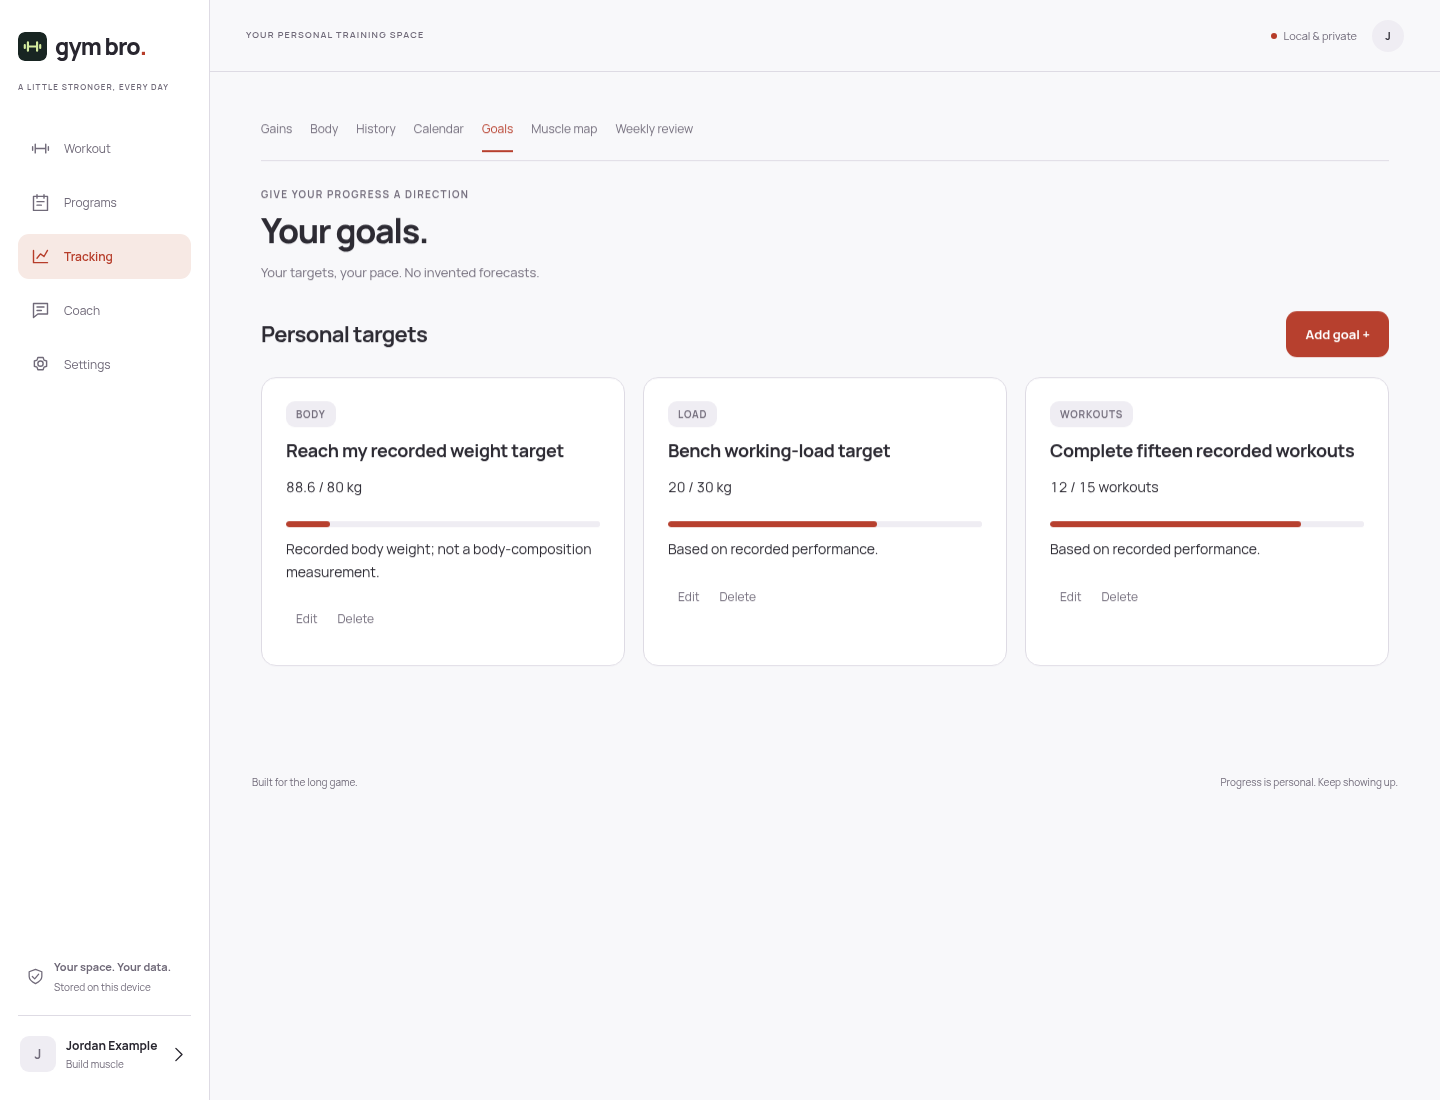 gym bro.
A LITTLE STRONGER, EVERY DAY
Workout
Programs
Tracking
Coach
Settings
Your space. Your data.
Stored on this device
J
Jordan Example
Build muscle
YOUR PERSONAL TRAINING SPACE
Local & private
J
Gains Body History Calendar Goals Muscle map Weekly review
GIVE YOUR PROGRESS A DIRECTION
Your goals.
Your targets, your pace. No invented forecasts.
Personal targets
Add goal +
BODY
Reach my recorded weight target
88.6 / 80 kg
Recorded body weight; not a body-composition
measurement.
Edit Delete
LOAD
Bench working-load target
20 / 30 kg
Based on recorded performance.
Edit Delete
WORKOUTS
Complete fifteen recorded workouts
12 / 15 workouts
Based on recorded performance.
Edit Delete
Built for the long game.
Progress is personal. Keep showing up.